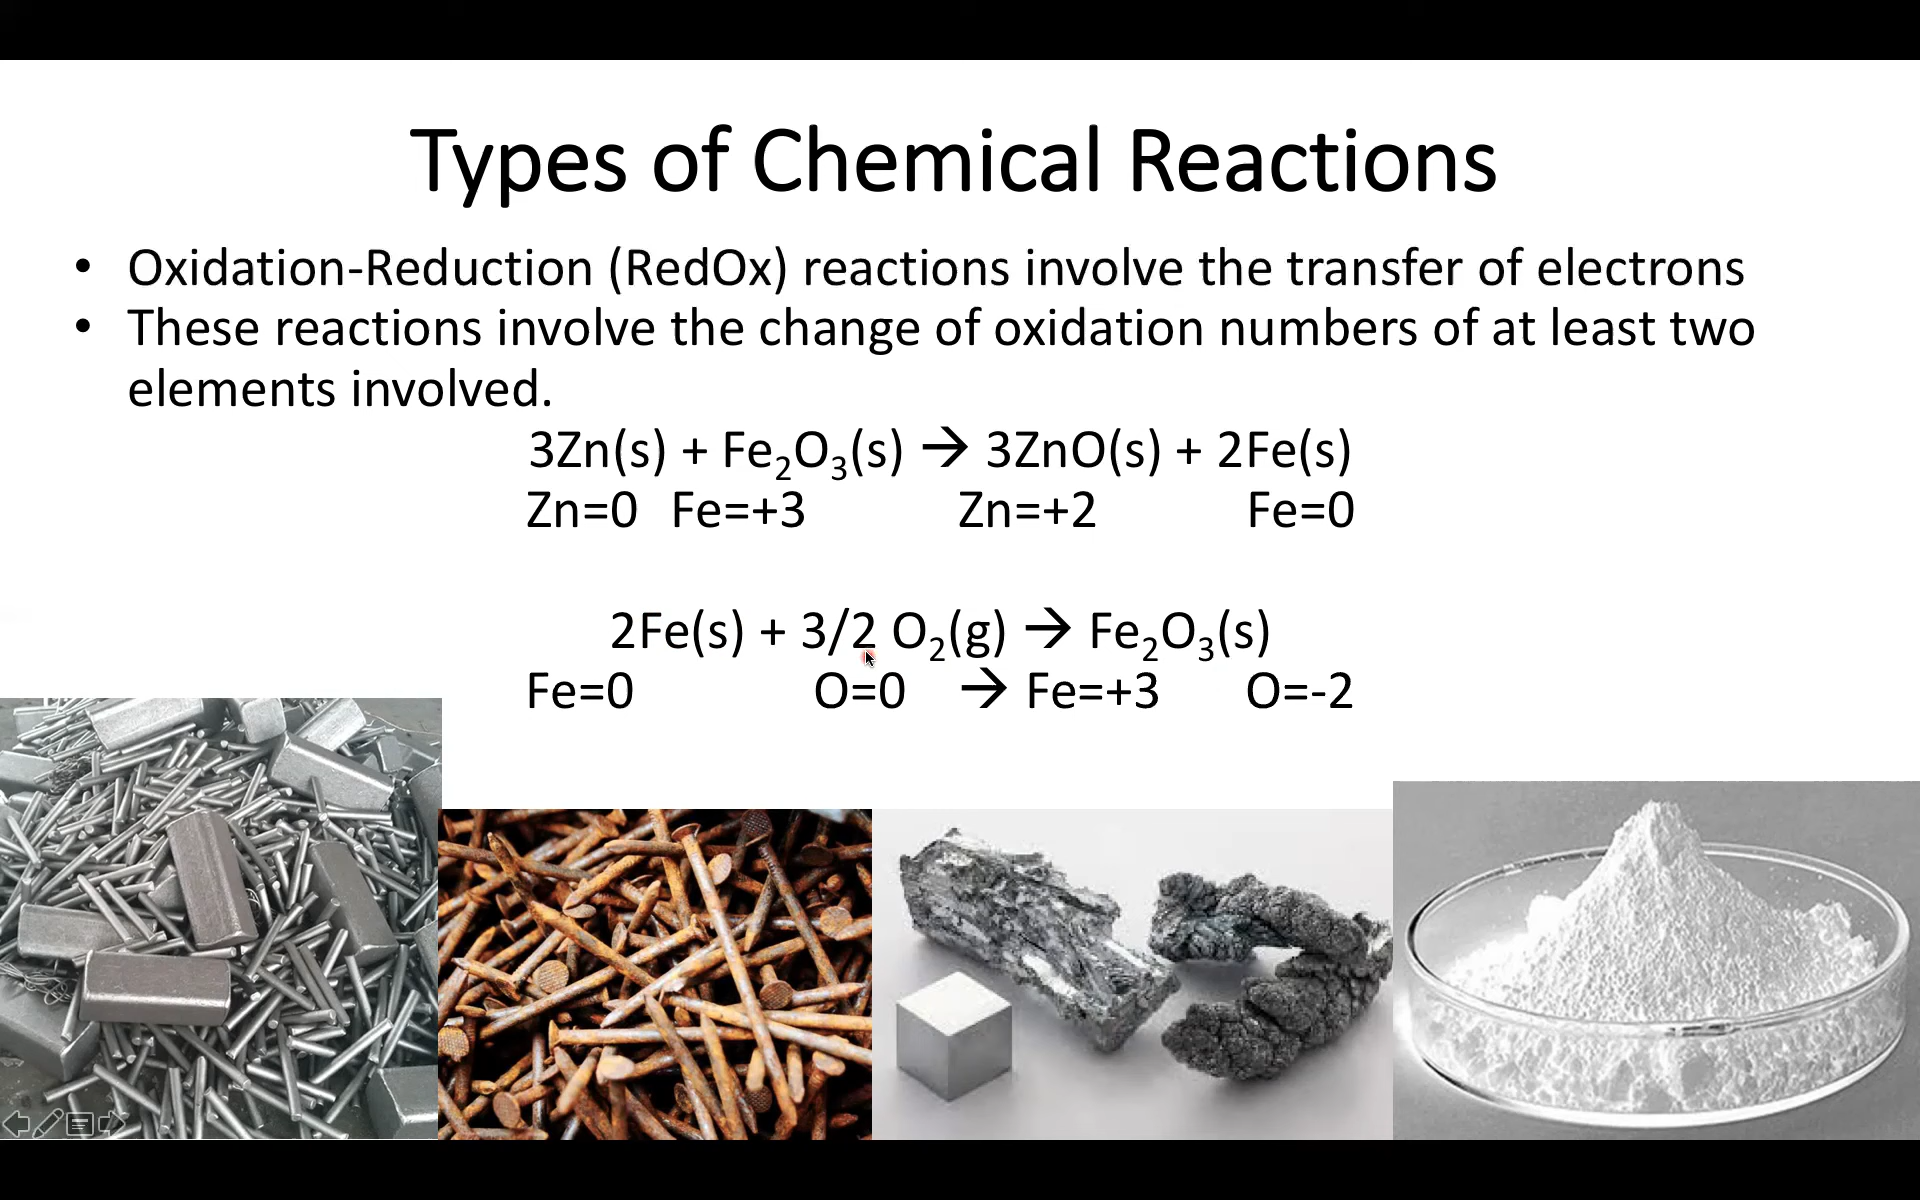 Types of Chemical Reactions
• Oxidation-Reduction (RedOx) reactions involve the transfer of electrons
• These reactions involve the change of oxidation numbers of at least two
elements involved.
3Zn(s) + Fe₂O₃(s) → 3ZnO(s) + 2Fe(s)
Zn=0 Fe=+3 Zn=+2 Fe=0
2Fe(s) + 3/2 O₂(g) → Fe₂O₃(s)
Fe=0 O=0 → Fe=+3 O=-2